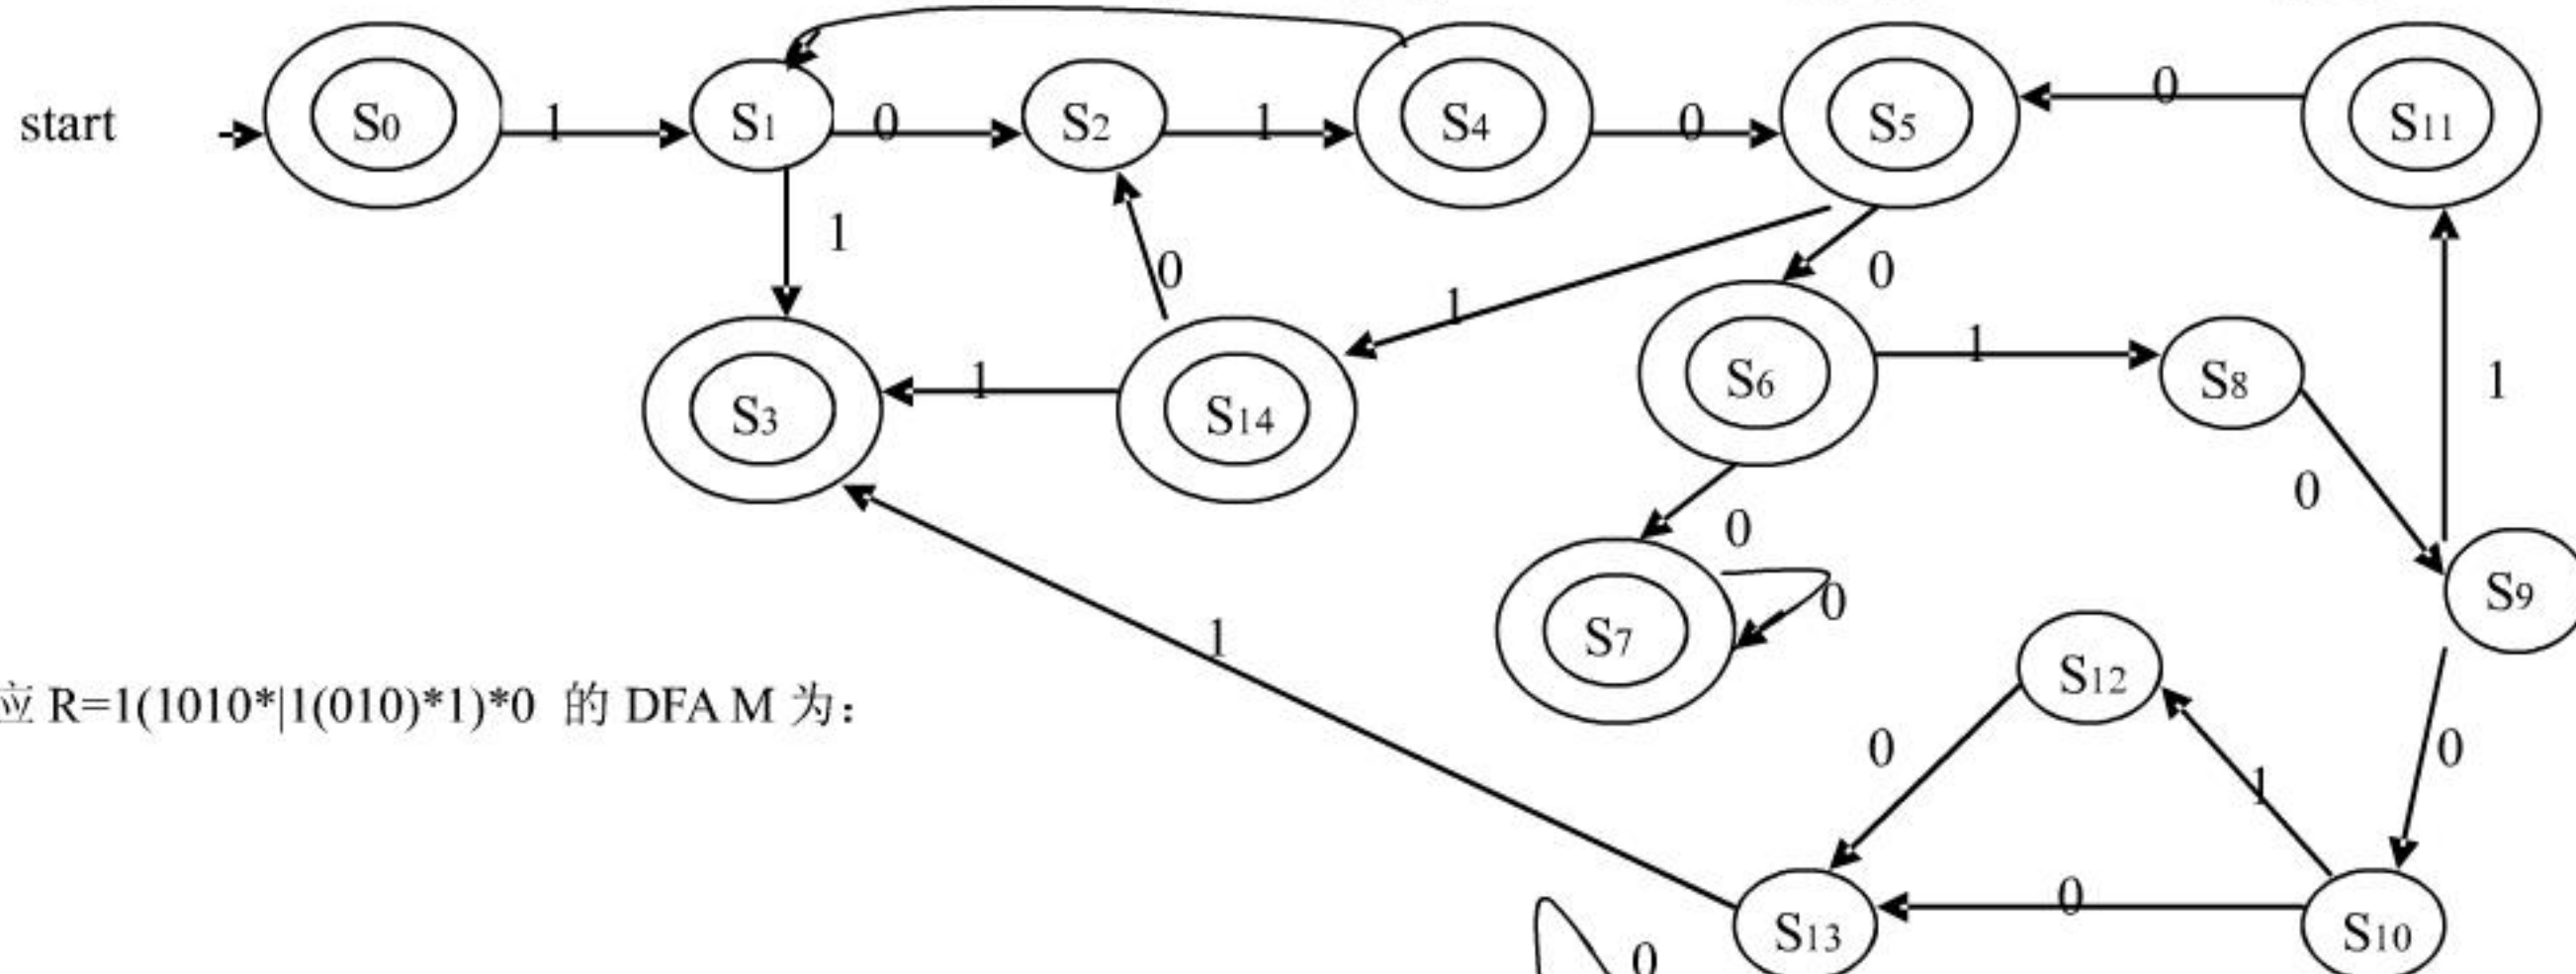 start S0 1 S1 0 S2 1 S4 0 S5 0 S11
1 0 1 0
S3 1 S14 S6 1 S8 1
0 0
S7 0 S9
1
应 R=1(1010*|1(010)*1)*0 的 DFA M 为：
S12
0 1 0
S13 0 S10
0